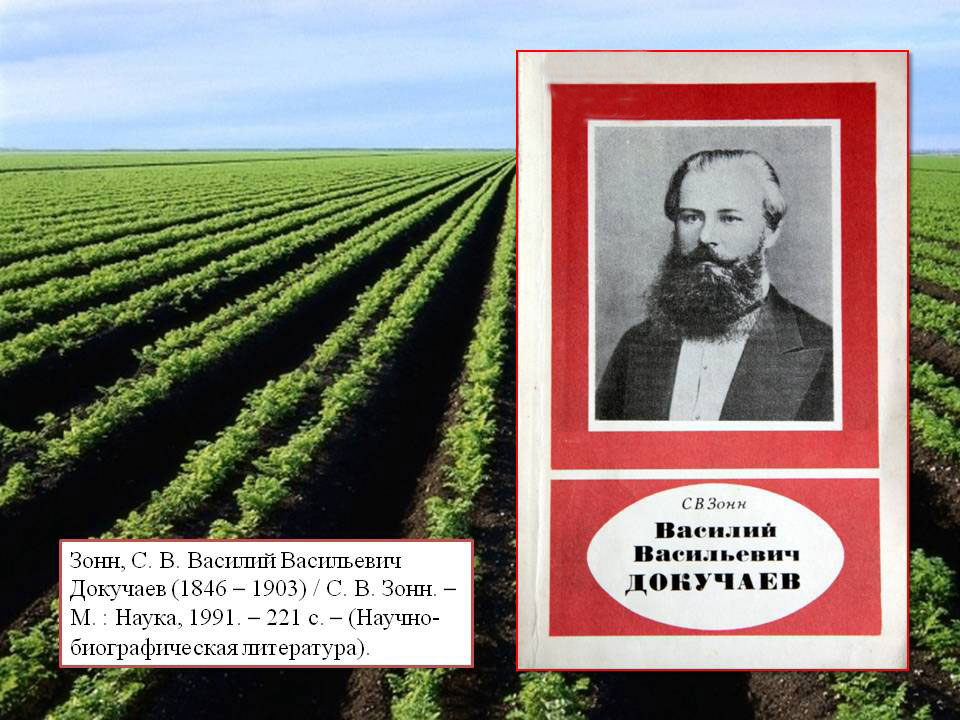 С.В.Зонн
Василий
Васильевич
ДОКУЧАЕВ
Зонн, С. В. Василий Васильевич
Докучаев (1846 – 1903) / С. В. Зонн. –
М. : Наука, 1991. – 221 с. – (Научно-
биографическая литература).